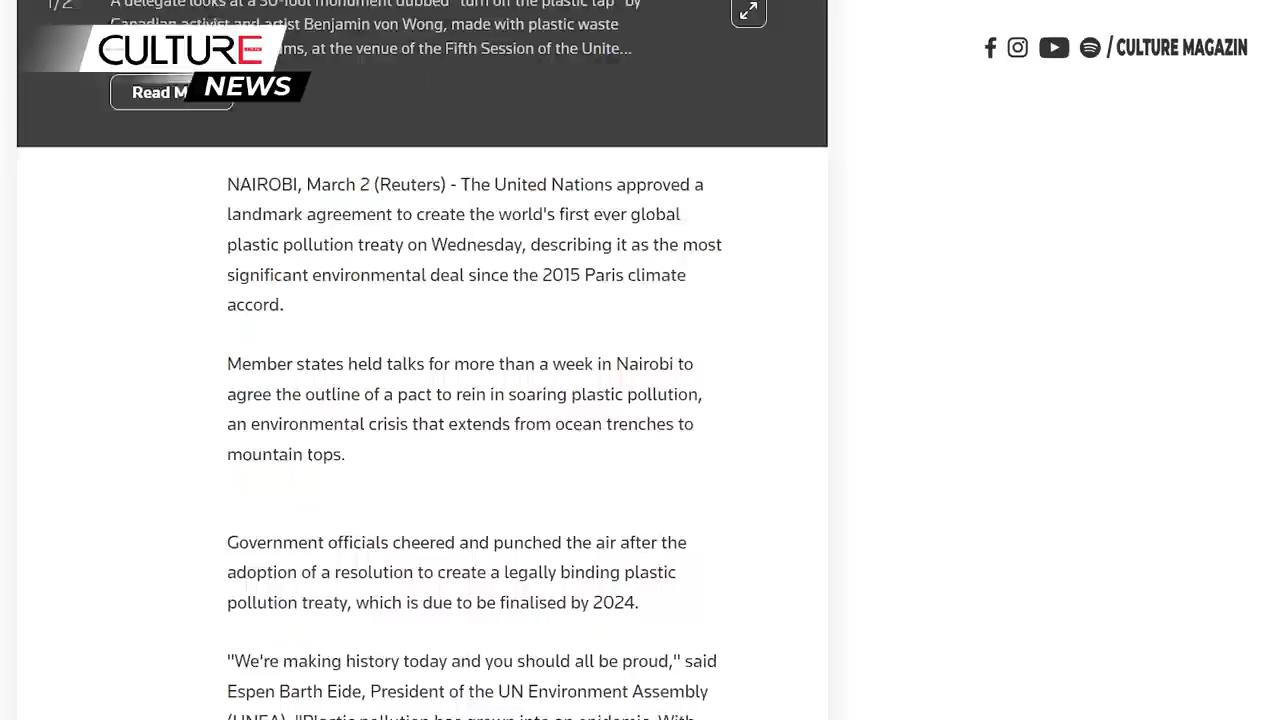 1/2
A delegate looks at a 30-foot monument dubbed "turn off the plastic tap" by
Canadian activist and artist Benjamin von Wong, made with plastic waste
ms, at the venue of the Fifth Session of the Unite...
CULTURE
NEWS
Read M
/ CULTURE MAGAZIN
NAIROBI, March 2 (Reuters) - The United Nations approved a
landmark agreement to create the world's first ever global
plastic pollution treaty on Wednesday, describing it as the most
significant environmental deal since the 2015 Paris climate
accord.
Member states held talks for more than a week in Nairobi to
agree the outline of a pact to rein in soaring plastic pollution,
an environmental crisis that extends from ocean trenches to
mountain tops.
Government officials cheered and punched the air after the
adoption of a resolution to create a legally binding plastic
pollution treaty, which is due to be finalised by 2024.
"We're making history today and you should all be proud," said
Espen Barth Eide, President of the UN Environment Assembly
(UNEA). "Plastic pollution has grown into an epidemic. With